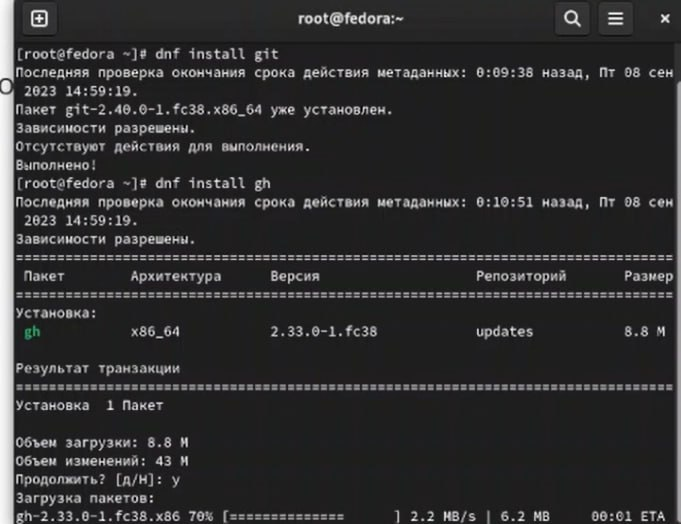 root@fedora:~
[root@fedora ~]# dnf install git
Последняя проверка окончания срока действия метаданных: 0:09:38 назад, Пт 08 сен
2023 14:59:19.
Пакет git-2.40.0-1.fc38.x86_64 уже установлен.
Зависимости разрешены.
Отсутствуют действия для выполнения.
Выполнено!
[root@fedora ~]# dnf install gh
Последняя проверка окончания срока действия метаданных: 0:10:51 назад, Пт 08 сен
2023 14:59:19.
Зависимости разрешены.
================================================================================
Пакет Архитектура Версия Репозиторий Размер
================================================================================
Установка:
gh x86_64 2.33.0-1.fc38 updates 8.8 M
Результат транзакции
================================================================================
Установка 1 Пакет
Объем загрузки: 8.8 M
Объем изменений: 43 M
Продолжить? [д/Н]: y
Загрузка пакетов:
gh-2.33.0-1.fc38.x86 70% [============== ] 2.2 MB/s | 6.2 MB 00:01 ETA